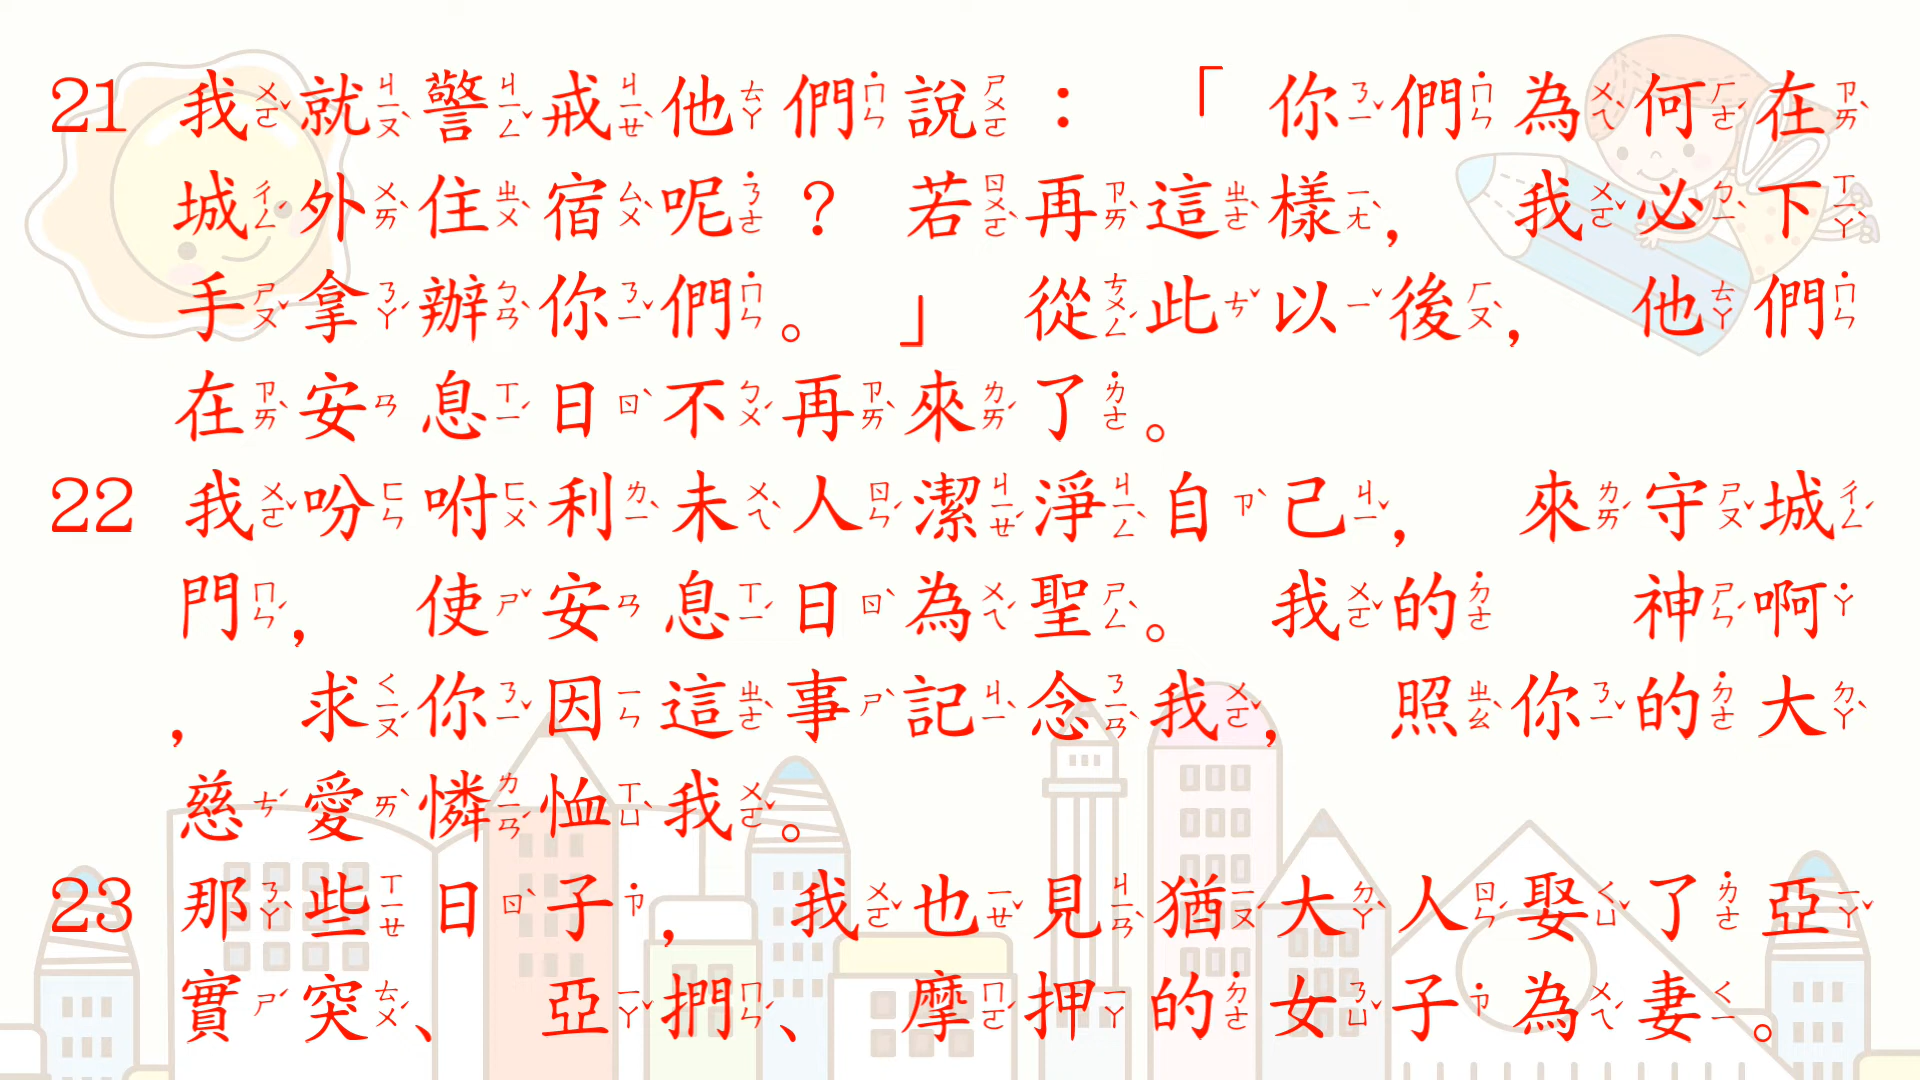 21 我就警戒他們說：「你們為何在
城外住宿呢？若再這樣，我必下
手拿辦你們。」從此以後，他們
在安息日不再來了。
22 我吩咐利未人潔淨自己，來守城
門，使安息日為聖。我的　神啊
，求你因這事記念我，照你的大
慈愛憐恤我。
23 那些日子，我也見猶大人娶了亞
實突、亞捫、摩押的女子為妻。